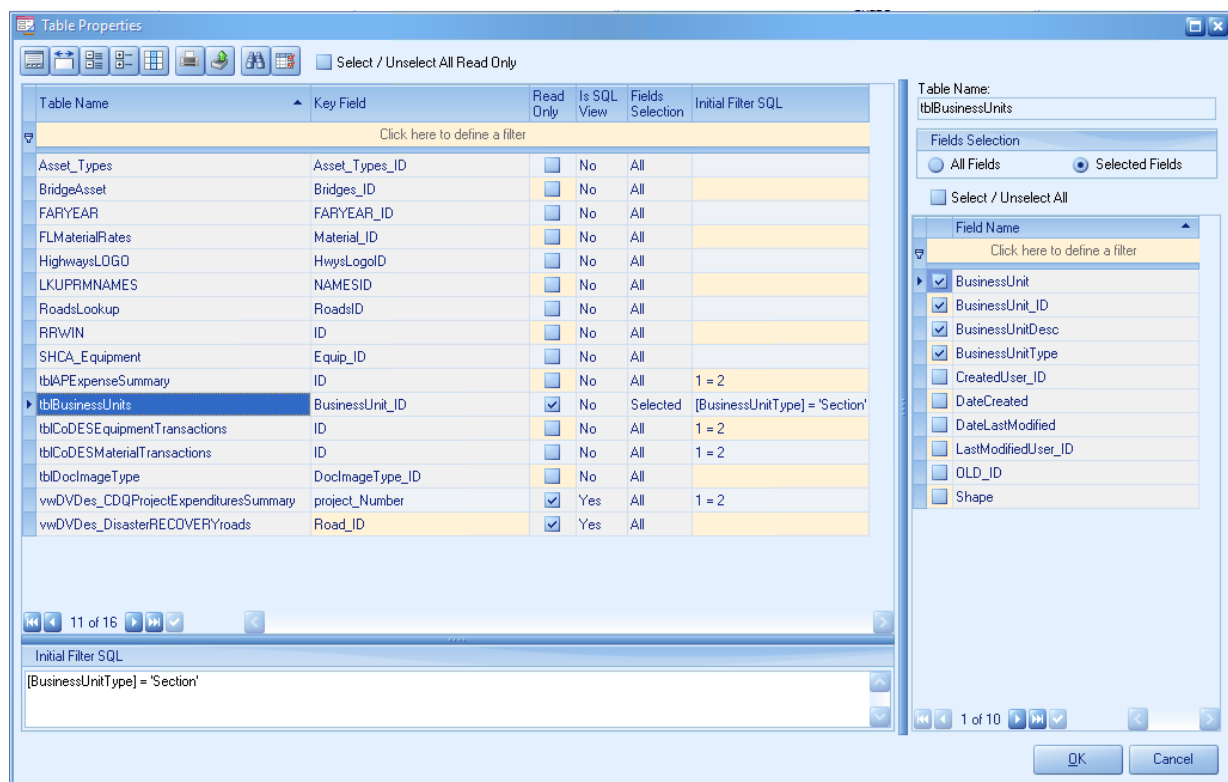 Table Properties
Select / Unselect All Read Only
Table Name Key Field Read Only Is SQL View Fields Selection Initial Filter SQL
Click here to define a filter
Asset_Types Asset_Types_ID No All
BridgeAsset Bridges_ID No All
FARYEAR FARYEAR_ID No All
FLMaterialRates Material_ID No All
HighwaysLOGO HwysLogoID No All
LKUPRMNAMES NAMESID No All
RoadsLookup RoadsID No All
RRWIN ID No All
SHCA_Equipment Equip_ID No All
tblAPExpenseSummary ID No All 1 = 2
tblBusinessUnits BusinessUnit_ID No Selected [BusinessUnitType] = 'Section'
tblCoDESEquipmentTransactions ID No All 1 = 2
tblCoDESMaterialTransactions ID No All 1 = 2
tblDocImageType DocImageType_ID No All
vwDVDes_CDQProjectExpendituresSummary project_Number Yes All 1 = 2
vwDVDes_DisasterRECOVERYroads Road_ID Yes All
11 of 16
Initial Filter SQL
[BusinessUnitType] = 'Section'
Table Name:
tblBusinessUnits
Fields Selection
All Fields Selected Fields
Select / Unselect All
Field Name
Click here to define a filter
BusinessUnit
BusinessUnit_ID
BusinessUnitDesc
BusinessUnitType
CreatedUser_ID
DateCreated
DateLastModified
LastModifiedUser_ID
OLD_ID
Shape
1 of 10
OK Cancel